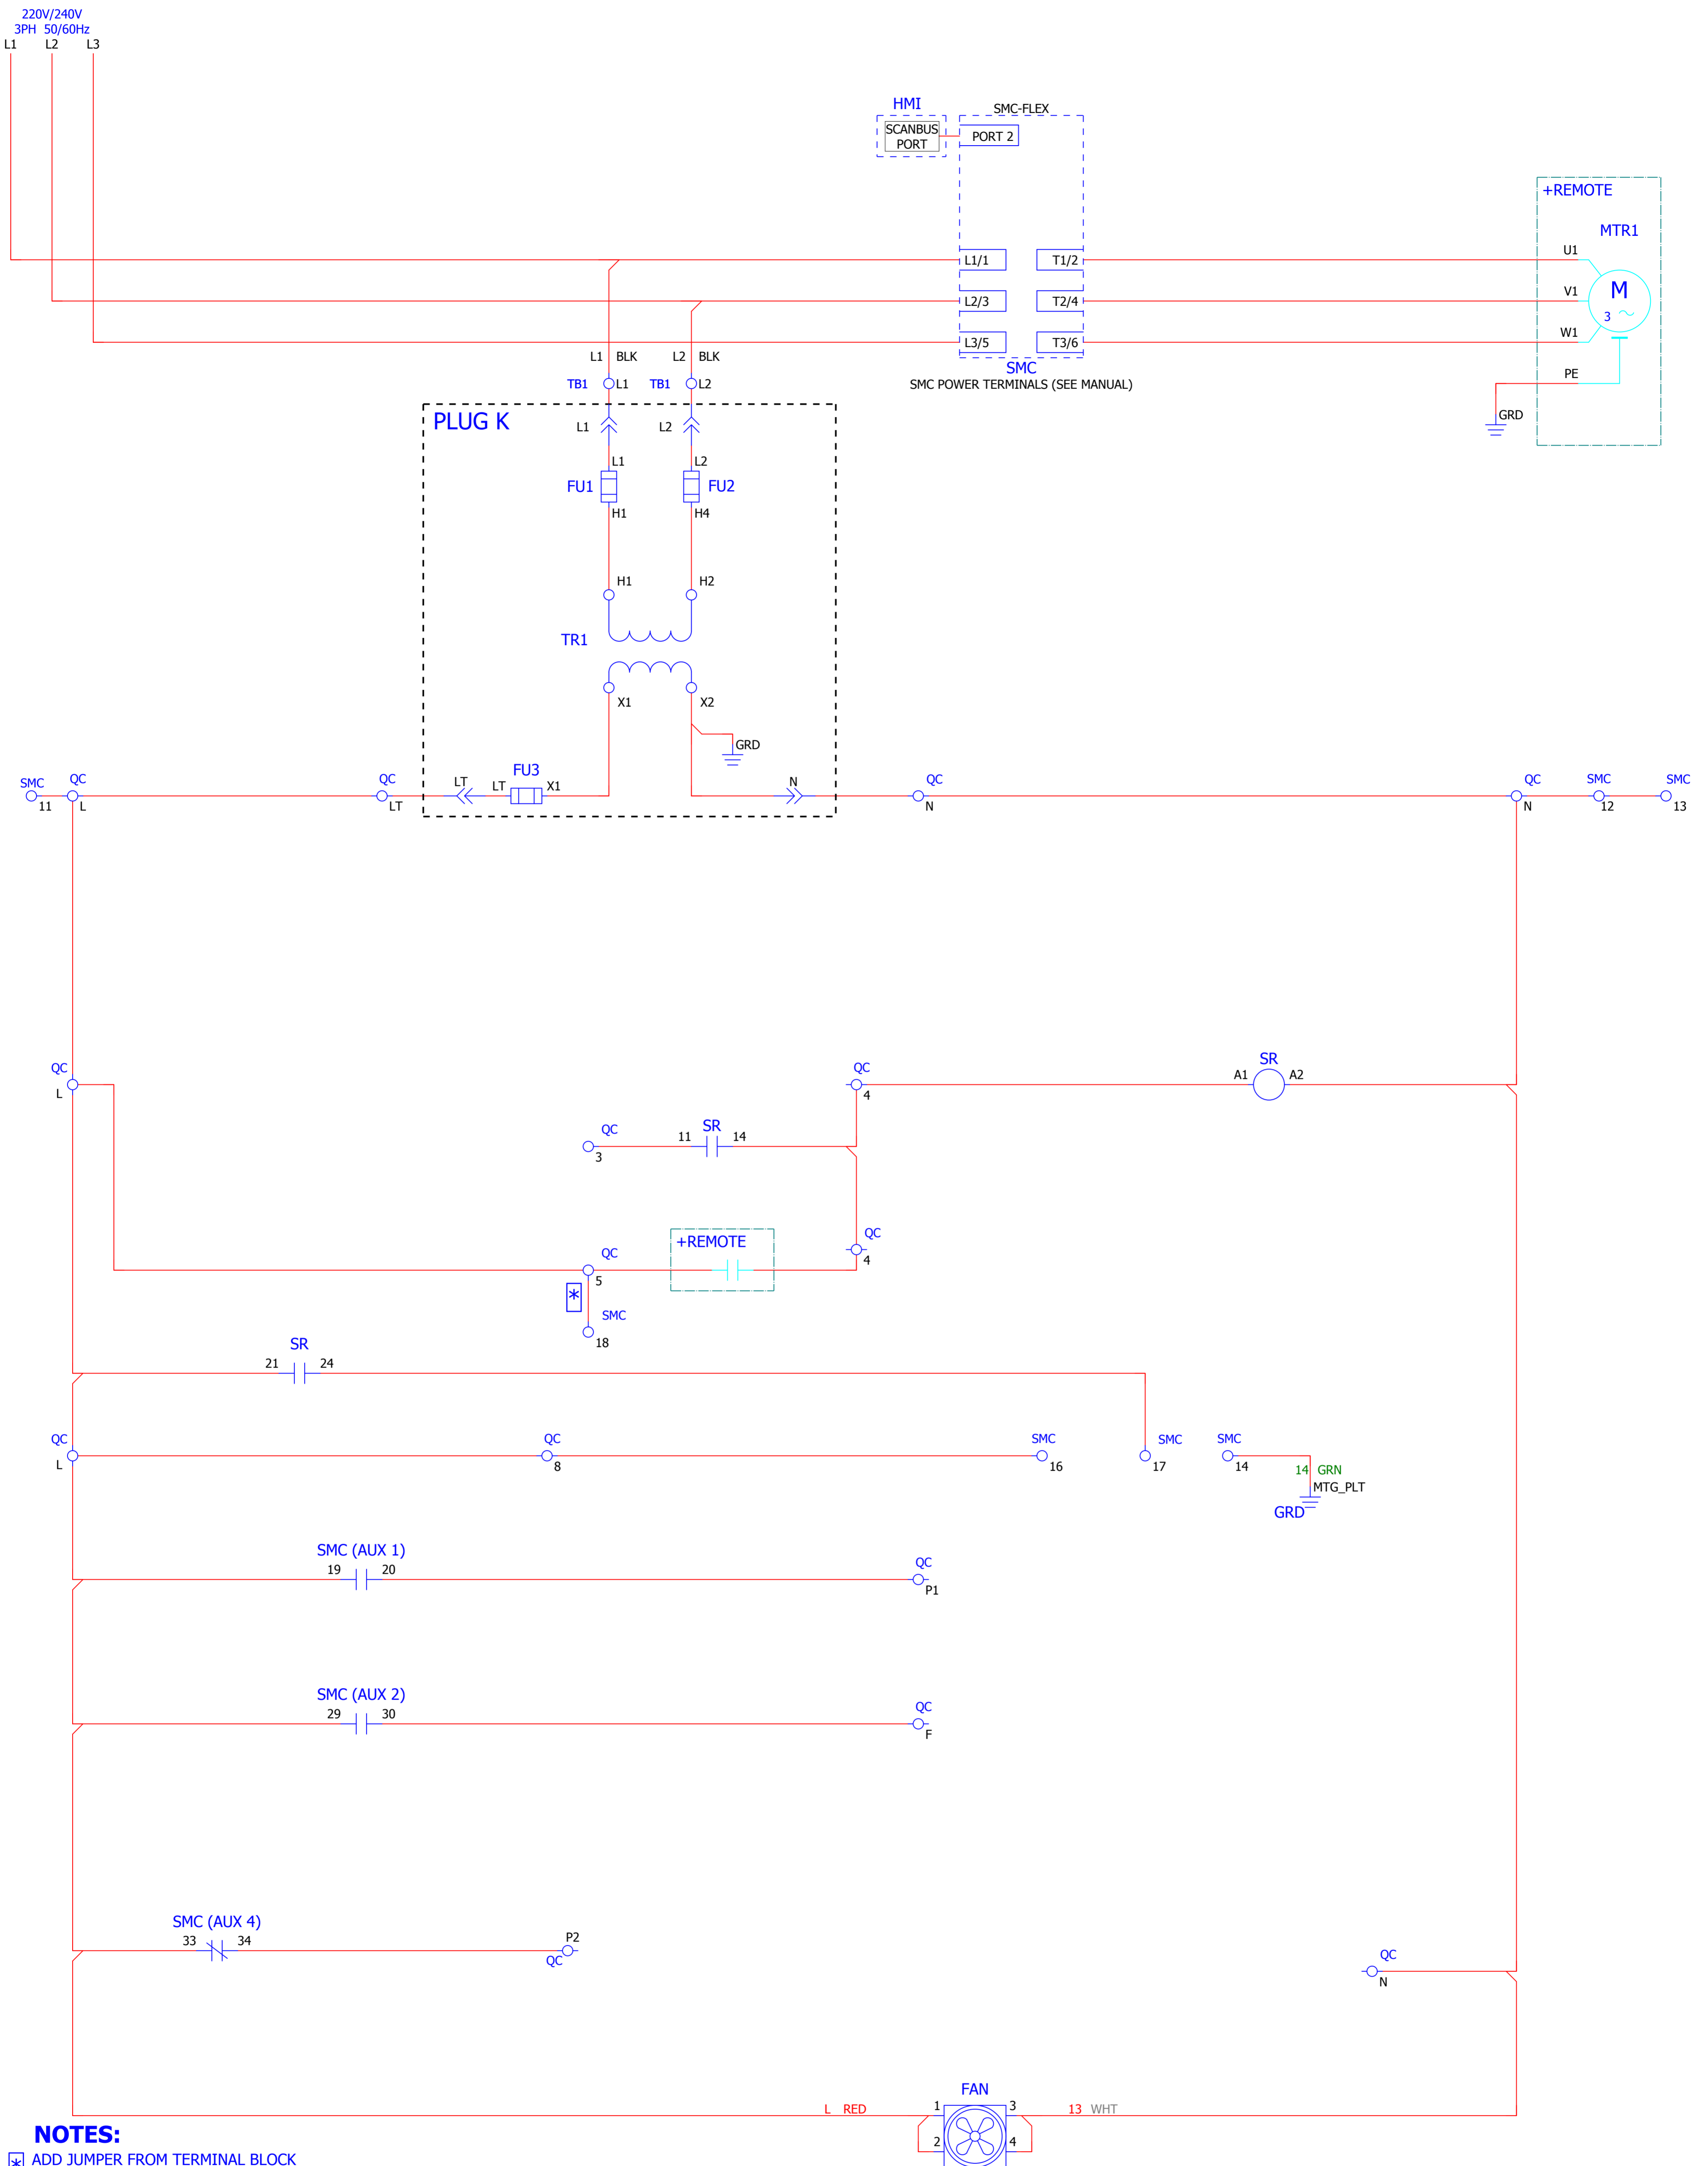 220V/240V
3PH 50/60Hz
L1 L2 L3
HMI
SMC-FLEX
SCANBUS
PORT
PORT 2
+REMOTE
MTR1
L1/1 T1/2 U1
L2/3 T2/4 V1
M
3
L3/5 T3/6 W1
L1 BLK L2 BLK
SMC
SMC POWER TERMINALS (SEE MANUAL)
PE
GRD
TB1 L1 TB1 L2
PLUG K
L1 L2
L1 L2
FU1 FU2
H1 H4
H1 H2
TR1
X1 X2
GRD
SMC QC QC LT LT FU3 X1 N QC QC SMC SMC
11 L LT N N 12 13
QC QC SR
L 4 A1 A2
QC 11 SR 14
3
+REMOTE QC
QC 4
5
*
SMC
18
SR
21 24
QC QC SMC SMC SMC
L 8 16 17 14
14 GRN
MTG_PLT
GRD
SMC (AUX 1)
19 20 QC
P1
SMC (AUX 2)
29 30 QC
F
SMC (AUX 4)
33 34 P2
QC
QC
N
FAN
L RED 1 3 13 WHT
2 4
NOTES:
* ADD JUMPER FROM TERMINAL BLOCK